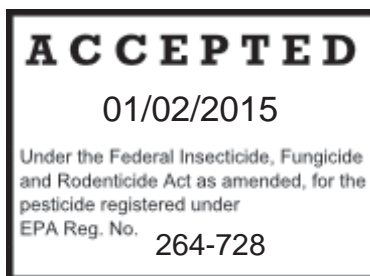 ACCEPTED
01/02/2015
Under the Federal Insecticide, Fungicide
and Rodenticide Act as amended, for the
pesticide registered under
EPA Reg. No. 264-728